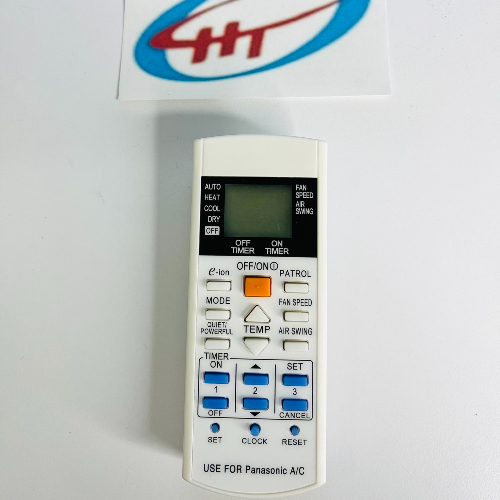 CHT
AUTO
HEAT
COOL
DRY
OFF
FAN
SPEED
AIR
SWING
OFF
TIMER
ON
TIMER
OFF/ON
e-ion
PATROL
MODE
FAN SPEED
QUIET/
POWERFUL
TEMP
AIR SWING
TIMER
ON
SET
1
2
3
OFF
CANCEL
SET
CLOCK
RESET
USE FOR Panasonic A/C